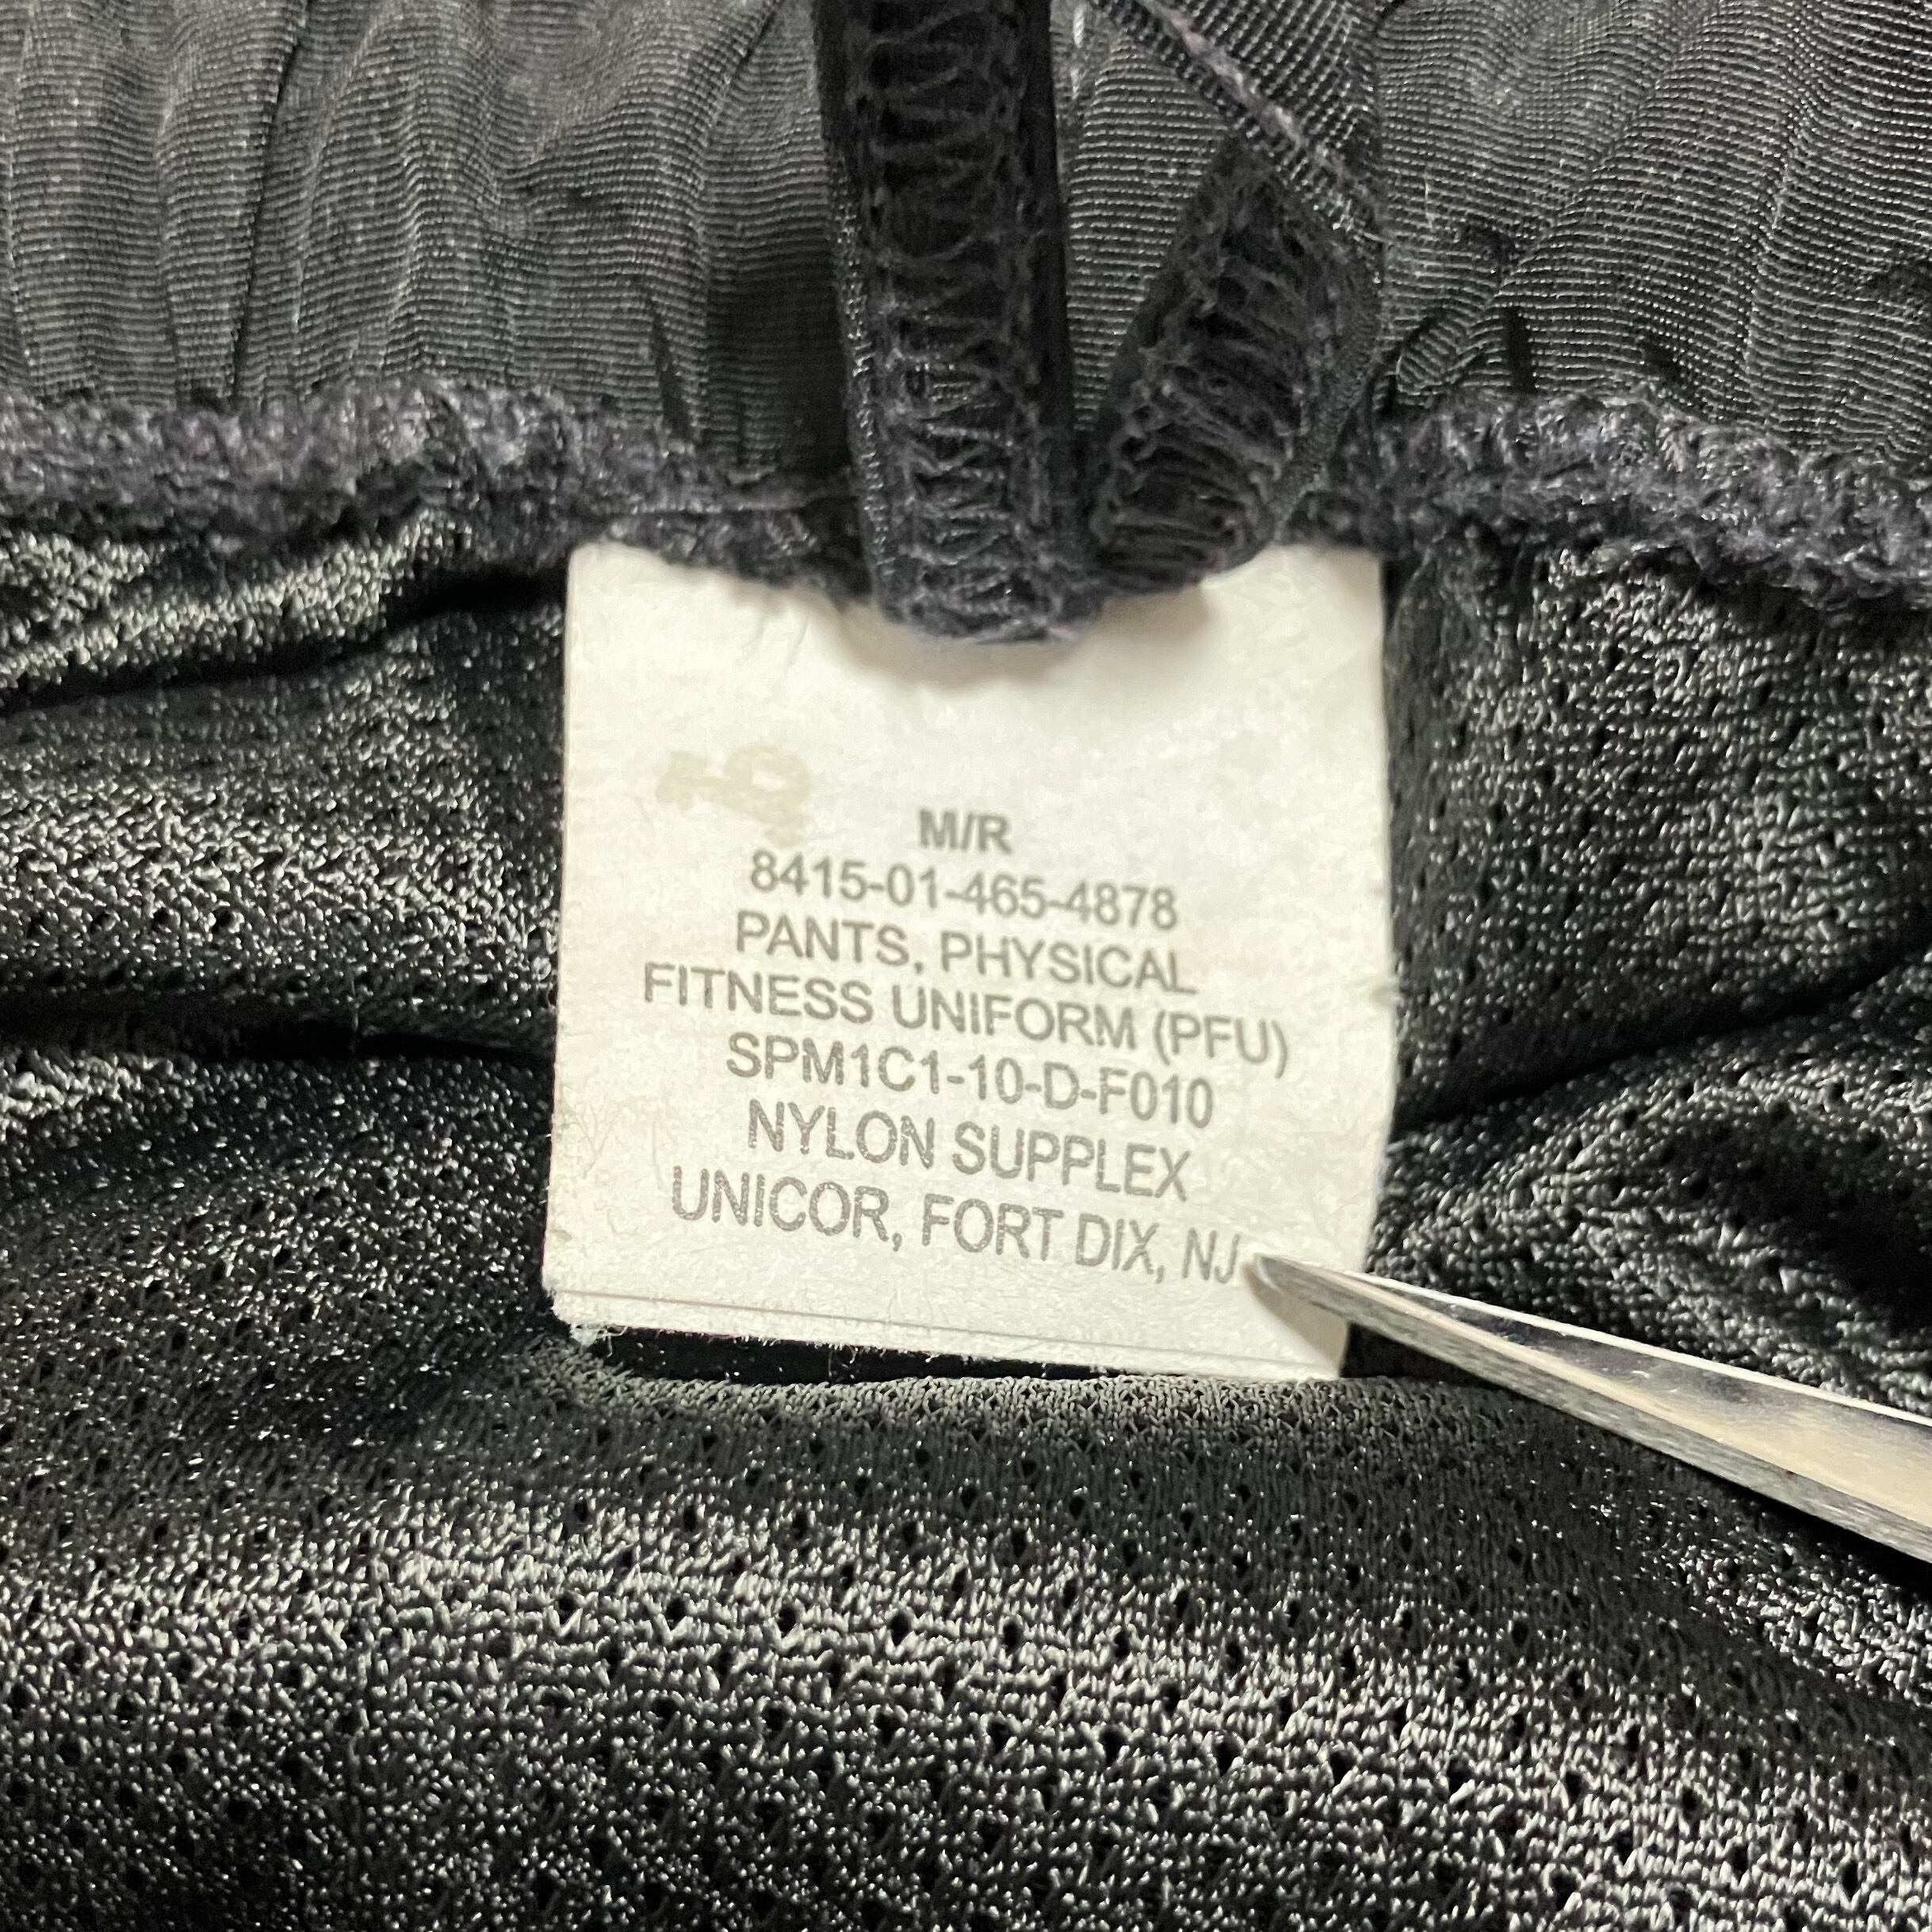 M/R
8415-01-465-4878
PANTS, PHYSICAL
FITNESS UNIFORM (PFU)
SPM1C1-10-D-F010
NYLON SUPPLEX
UNICOR, FORT DIX, NJ